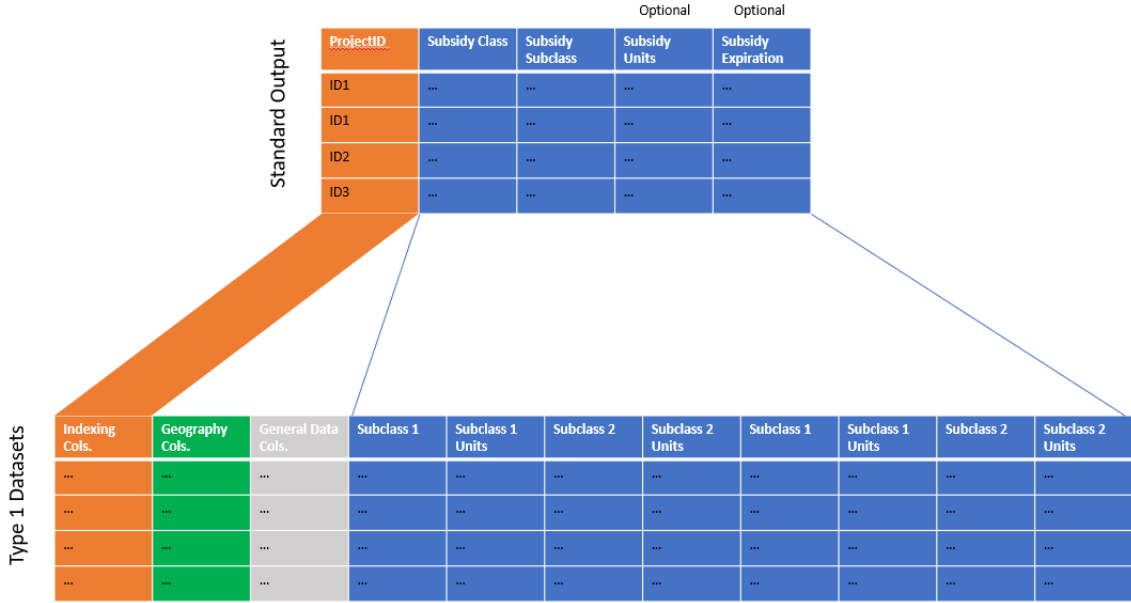 Optional Optional
Standard Output
ProjectID Subsidy Class Subsidy Subsidy Subsidy
Subclass Units Expiration
ID1 ... ... ... ...
ID1 ... ... ... ...
ID2 ... ... ... ...
ID3 ... ... ... ...
Type 1 Datasets
Indexing Geography General Data Subclass 1 Subclass 1 Subclass 2 Subclass 2 Subclass 1 Subclass 1 Subclass 2 Subclass 2
Cols. Cols. Cols. Units Units Units Units
... ... ... ... ... ... ... ... ... ... ...
... ... ... ... ... ... ... ... ... ... ...
... ... ... ... ... ... ... ... ... ... ...
... ... ... ... ... ... ... ... ... ... ...